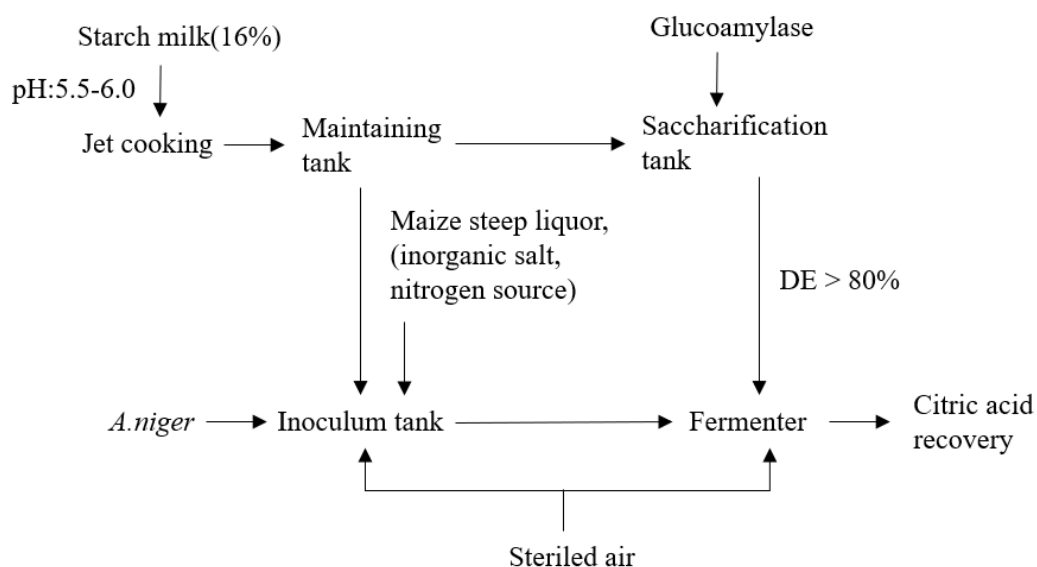 Starch milk(16%)
Glucoamylase
pH:5.5-6.0
Jet cooking
Maintaining
tank
Saccharification
tank
Maize steep liquor,
(inorganic salt,
nitrogen source)
DE > 80%
A.niger
Inoculum tank
Fermenter
Citric acid
recovery
Steriled air